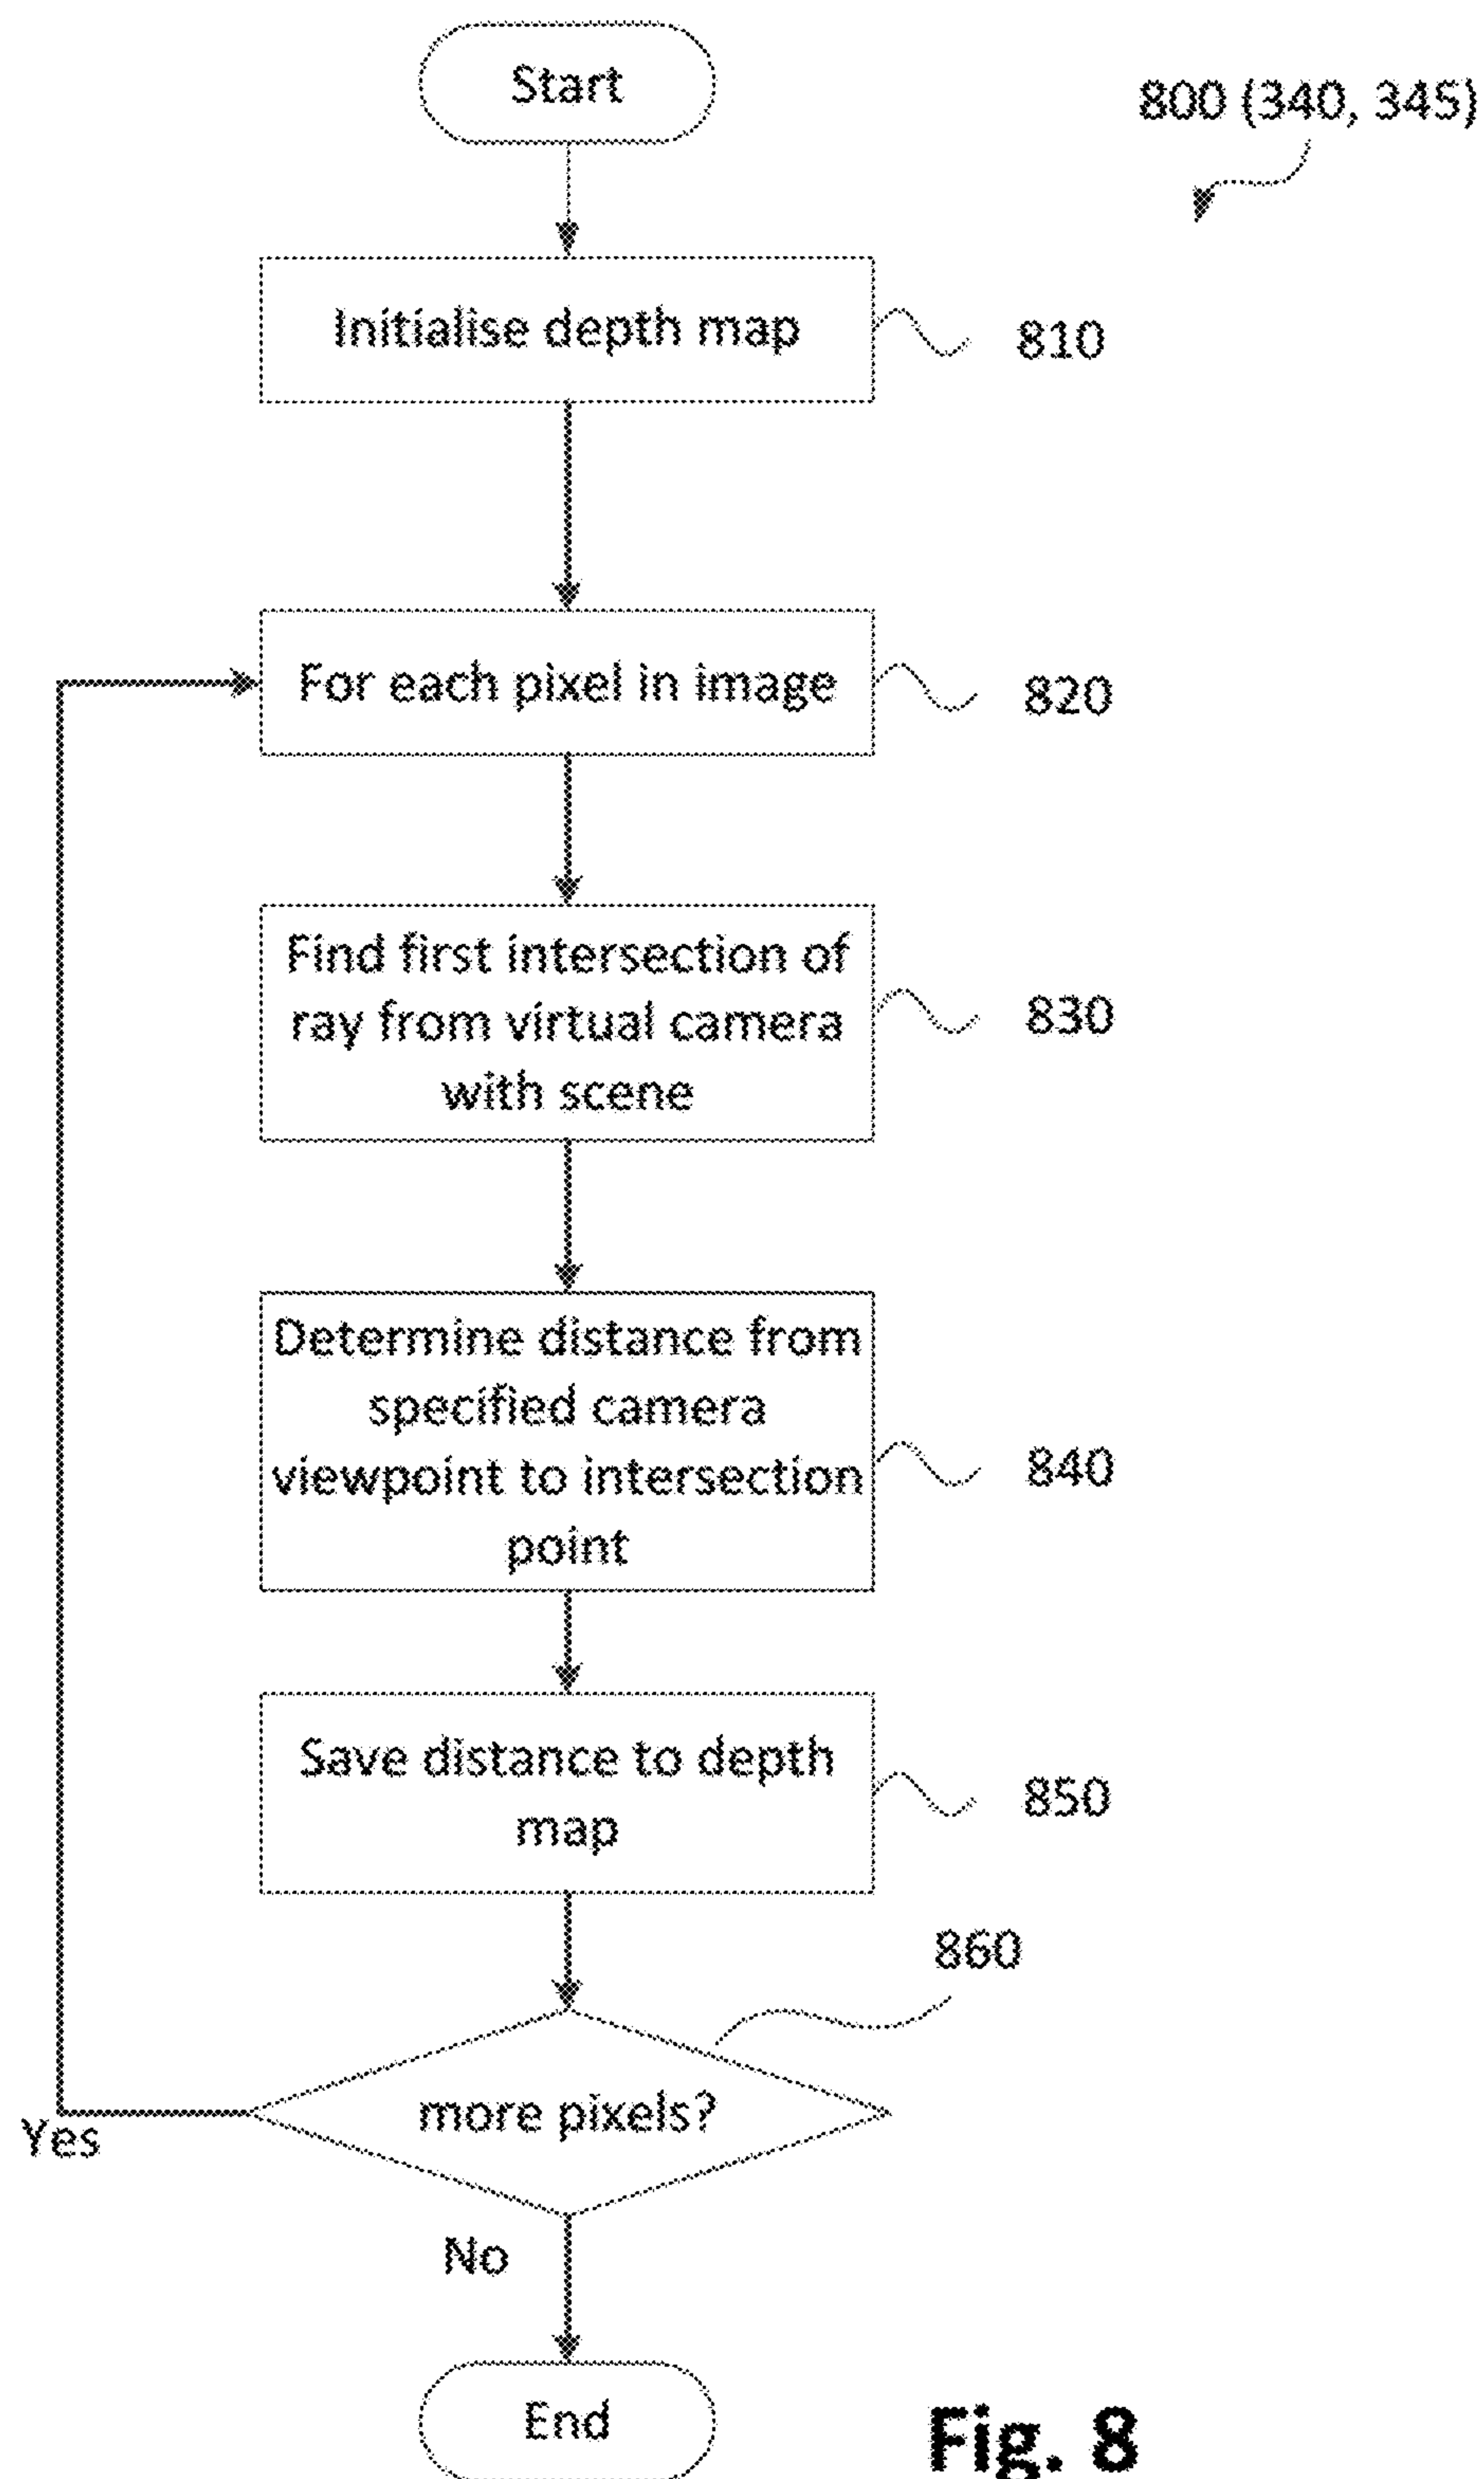 Start
800 (340, 345)
Initialise depth map
810
For each pixel in image
820
Find first intersection of
ray from virtual camera
with scene
830
Determine distance from
specified camera
viewpoint to intersection
point
840
Save distance to depth
map
850
860
more pixels?
Yes
No
End
Fig. 8